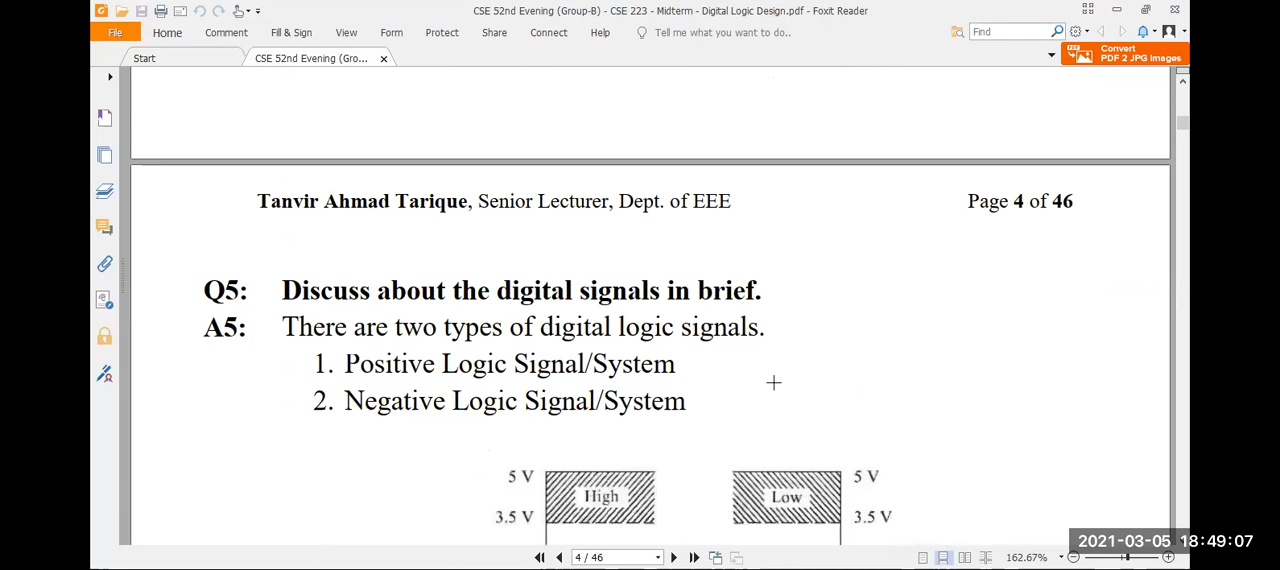 CSE 52nd Evening (Group-B) - CSE 223 - Midterm - Digital Logic Design.pdf - Foxit Reader
File Home Comment Fill & Sign View Form Protect Share Connect Help Tell me what you want to do.. Find
Start CSE 52nd Evening (Gro... Convert
PDF 2 JPG Images
Tanvir Ahmad Tarique, Senior Lecturer, Dept. of EEE Page 4 of 46
Q5: Discuss about the digital signals in brief.
A5: There are two types of digital logic signals.
1. Positive Logic Signal/System
2. Negative Logic Signal/System
5 V High Low 5 V
3.5 V 3.5 V
2021-03-05 18:49:07
4 / 46 162.67%